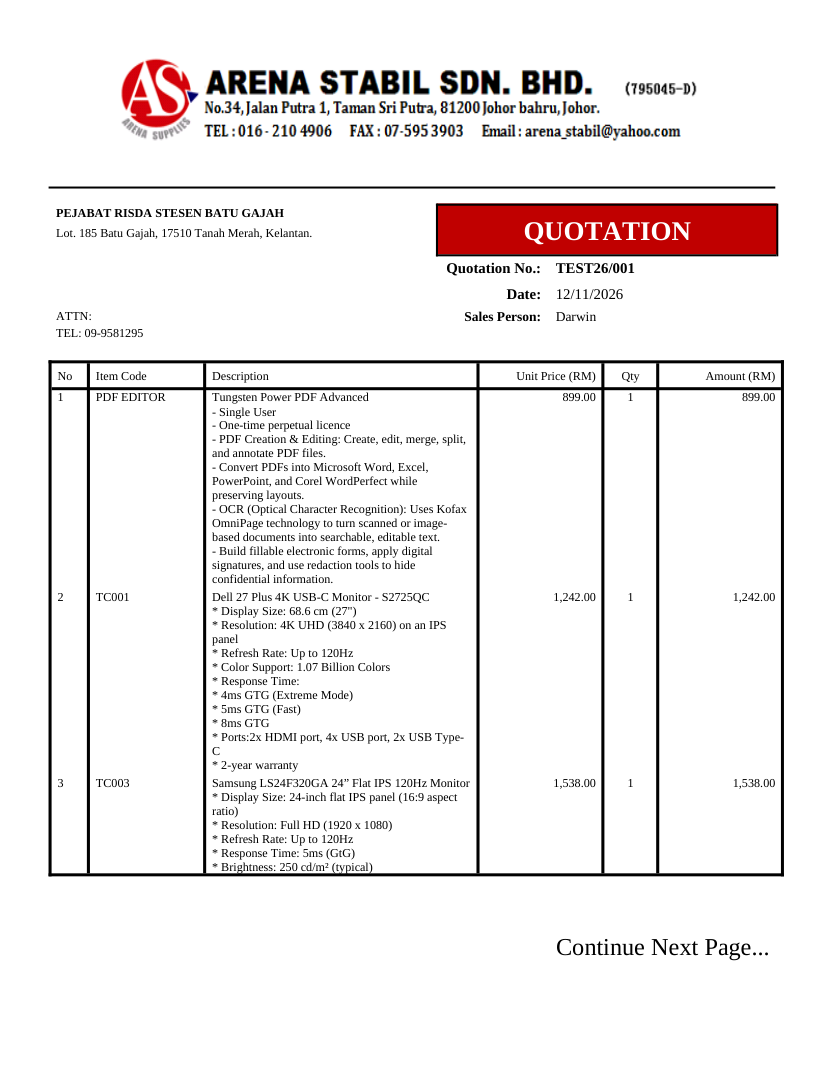 AS
ARENA SUPPLIES
ARENA STABIL SDN. BHD. (795045-D)
No.34, Jalan Putra 1, Taman Sri Putra, 81200 Johor bahru, Johor.
TEL : 016 - 210 4906 FAX : 07-595 3903 Email : arena_stabil@yahoo.com
PEJABAT RISDA STESEN BATU GAJAH
Lot. 185 Batu Gajah, 17510 Tanah Merah, Kelantan.
QUOTATION
Quotation No.: TEST26/001
Date: 12/11/2026
ATTN:
Sales Person: Darwin
TEL: 09-9581295
No Item Code Description Unit Price (RM) Qty Amount (RM)
1 PDF EDITOR Tungsten Power PDF Advanced 899.00 1 899.00
- Single User
- One-time perpetual licence
- PDF Creation & Editing: Create, edit, merge, split,
and annotate PDF files.
- Convert PDFs into Microsoft Word, Excel,
PowerPoint, and Corel WordPerfect while
preserving layouts.
- OCR (Optical Character Recognition): Uses Kofax
OmniPage technology to turn scanned or image-
based documents into searchable, editable text.
- Build fillable electronic forms, apply digital
signatures, and use redaction tools to hide
confidential information.
2 TC001 Dell 27 Plus 4K USB-C Monitor - S2725QC 1,242.00 1 1,242.00
* Display Size: 68.6 cm (27")
* Resolution: 4K UHD (3840 x 2160) on an IPS
panel
* Refresh Rate: Up to 120Hz
* Color Support: 1.07 Billion Colors
* Response Time:
* 4ms GTG (Extreme Mode)
* 5ms GTG (Fast)
* 8ms GTG
* Ports:2x HDMI port, 4x USB port, 2x USB Type-
C
* 2-year warranty
3 TC003 Samsung LS24F320GA 24” Flat IPS 120Hz Monitor 1,538.00 1 1,538.00
* Display Size: 24-inch flat IPS panel (16:9 aspect
ratio)
* Resolution: Full HD (1920 x 1080)
* Refresh Rate: Up to 120Hz
* Response Time: 5ms (GtG)
* Brightness: 250 cd/m² (typical)
Continue Next Page...